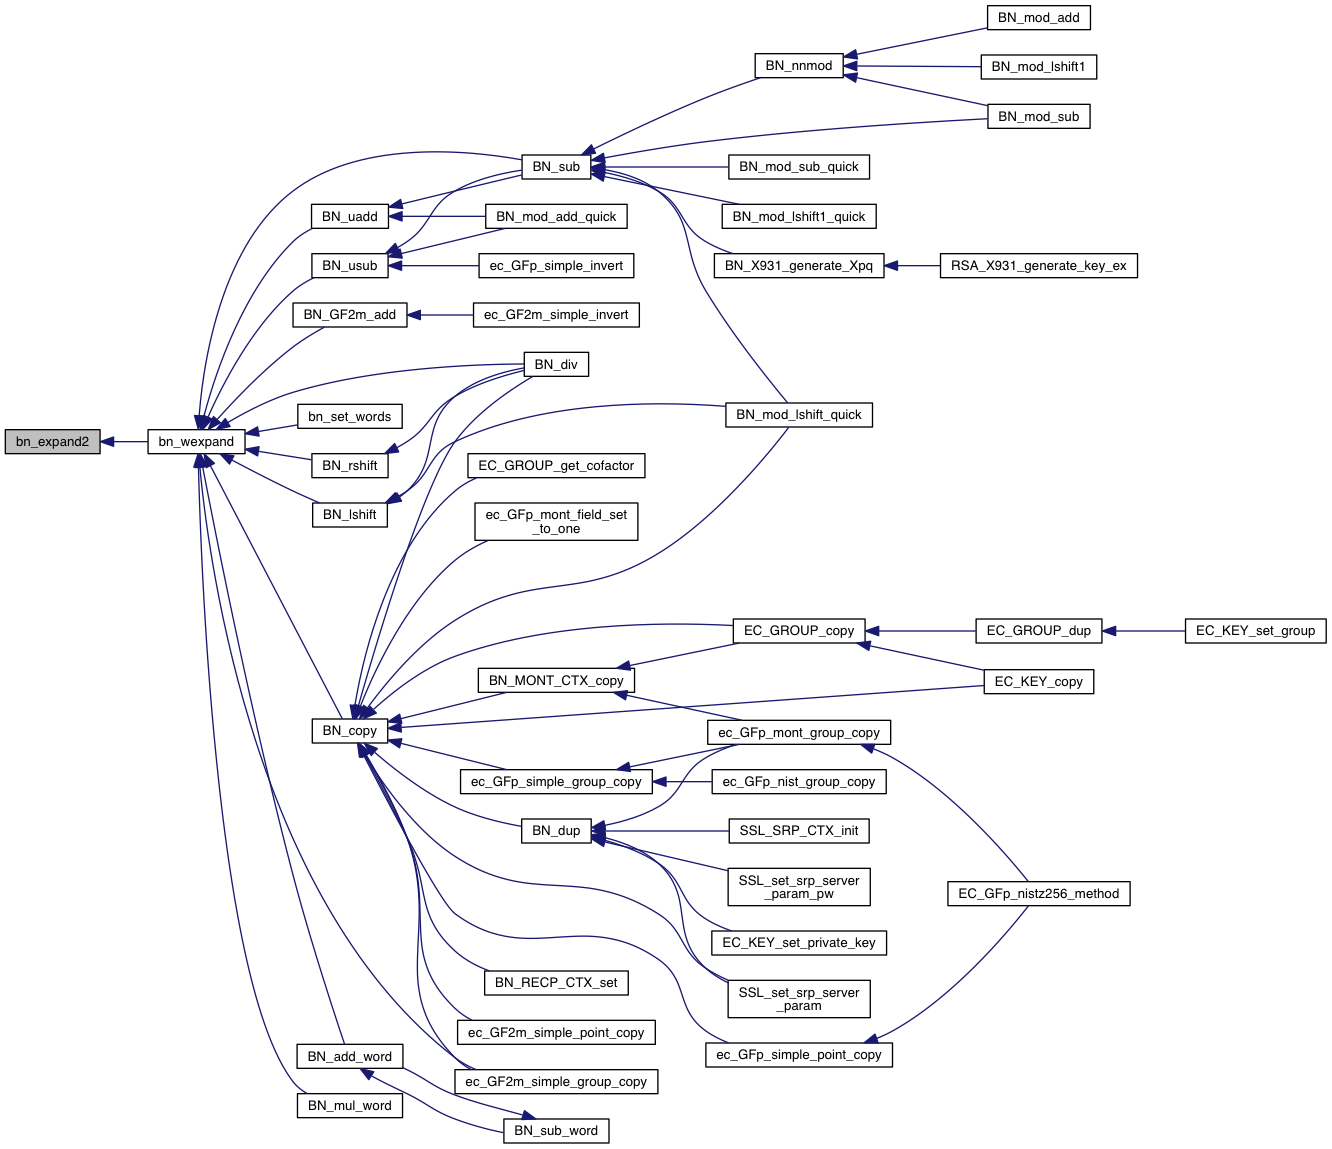 BN_mod_add
BN_nnmod
BN_mod_lshift1
BN_mod_sub
BN_sub
BN_mod_sub_quick
BN_uadd
BN_mod_add_quick
BN_mod_lshift1_quick
BN_usub
ec_GFp_simple_invert
BN_X931_generate_Xpq
RSA_X931_generate_key_ex
BN_GF2m_add
ec_GF2m_simple_invert
BN_div
bn_set_words
BN_mod_lshift_quick
bn_expand2
bn_wexpand
BN_rshift
EC_GROUP_get_cofactor
BN_lshift
ec_GFp_mont_field_set
_to_one
EC_GROUP_copy
EC_GROUP_dup
EC_KEY_set_group
BN_MONT_CTX_copy
EC_KEY_copy
BN_copy
ec_GFp_mont_group_copy
ec_GFp_simple_group_copy
ec_GFp_nist_group_copy
BN_dup
SSL_SRP_CTX_init
SSL_set_srp_server
_param_pw
EC_GFp_nistz256_method
EC_KEY_set_private_key
BN_RECP_CTX_set
SSL_set_srp_server
_param
ec_GF2m_simple_point_copy
BN_add_word
ec_GFp_simple_point_copy
ec_GF2m_simple_group_copy
BN_mul_word
BN_sub_word